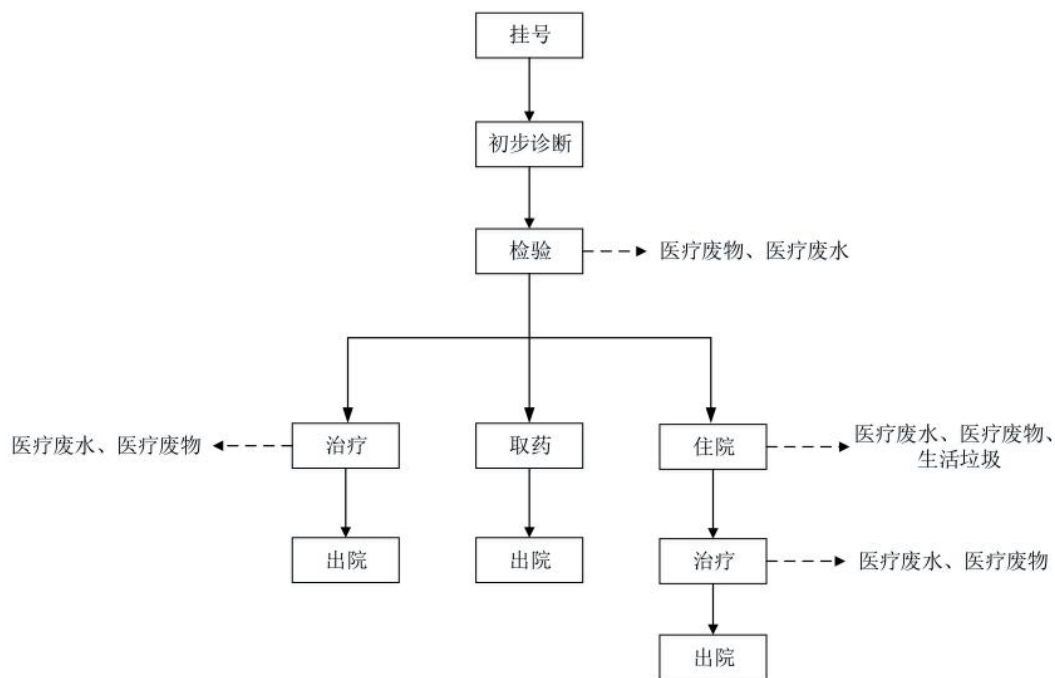 挂号
初步诊断
检验
医疗废物、医疗废水
医疗废水、医疗废物
治疗
取药
住院
医疗废水、医疗废物、
生活垃圾
出院
出院
治疗
医疗废水、医疗废物
出院